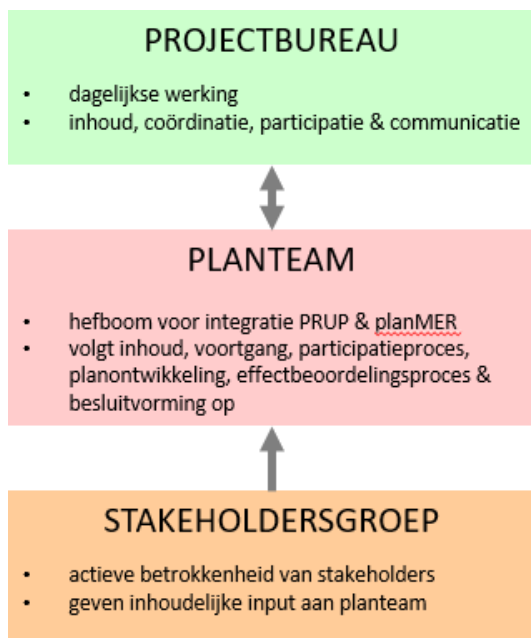 PROJECTBUREAU
• dagelijkse werking
• inhoud, coördinatie, participatie & communicatie
PLANTEAM
• hefboom voor integratie PRUP & planMER
• volgt inhoud, voortgang, participatieproces,
planontwikkeling, effectbeoordelingsproces &
besluitvorming op
STAKEHOLDERSGROEP
• actieve betrokkenheid van stakeholders
• geven inhoudelijke input aan planteam